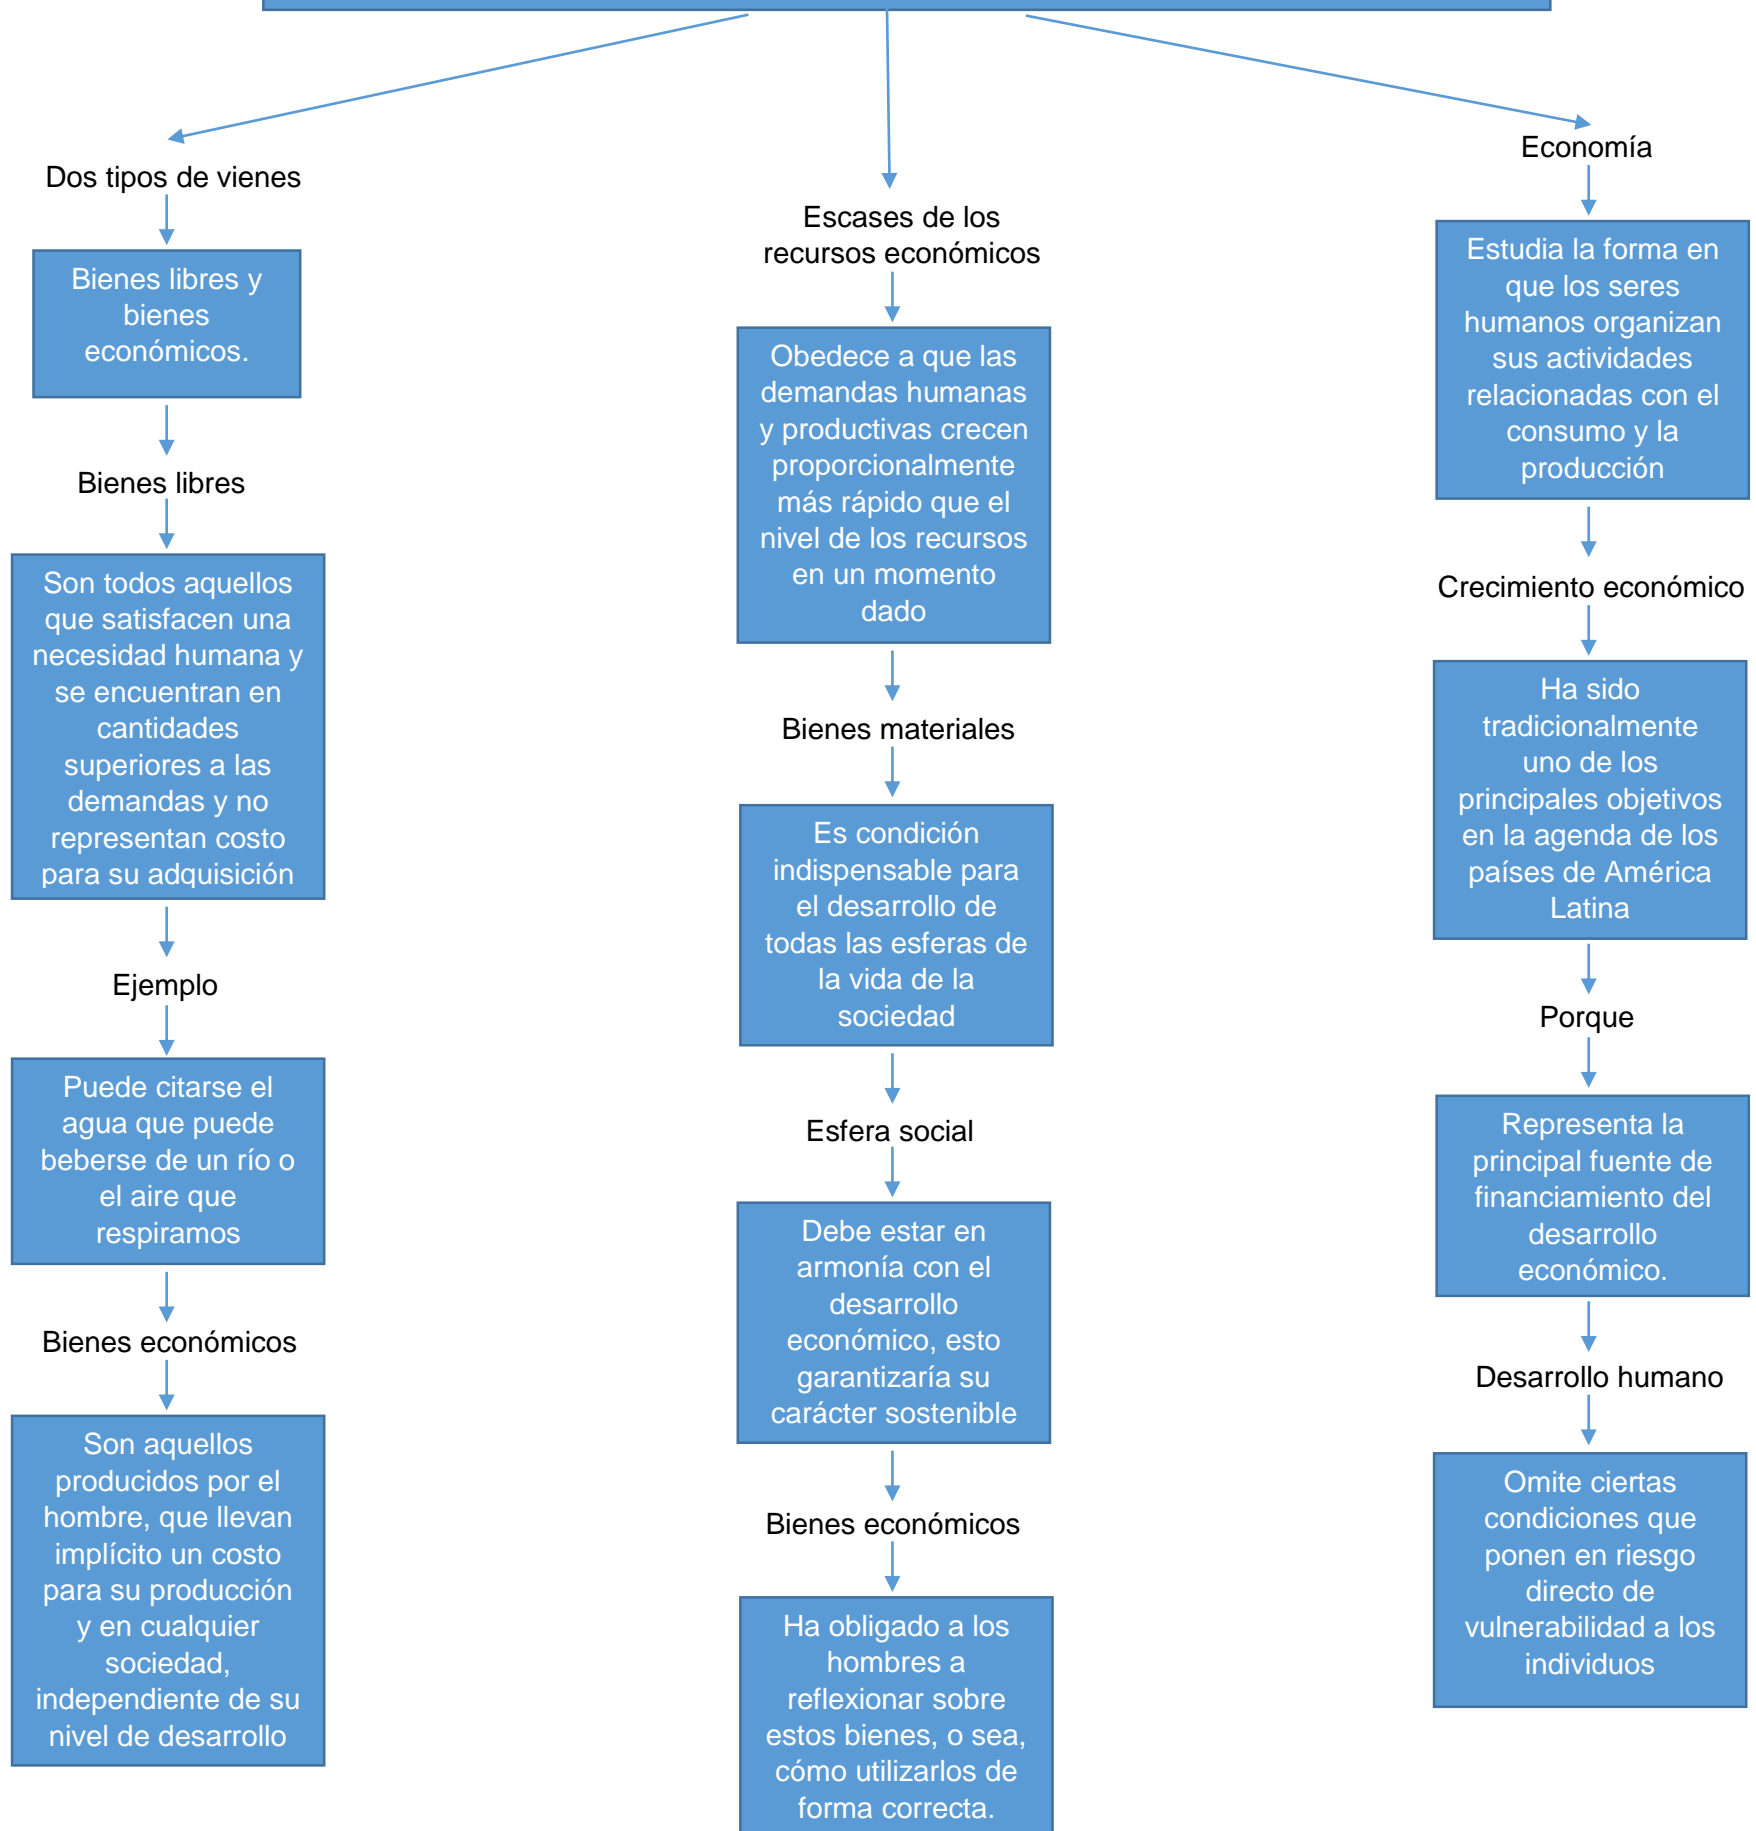 Dos tipos de vienes
Bienes libres y
bienes
económicos.
Bienes libres
Son todos aquellos
que satisfacen una
necesidad humana y
se encuentran en
cantidades
superiores a las
demandas y no
representan costo
para su adquisición
Ejemplo
Puede citarse el
agua que puede
beberse de un río o
el aire que
respiramos
Bienes económicos
Son aquellos
producidos por el
hombre, que llevan
implícito un costo
para su producción
y en cualquier
sociedad,
independiente de su
nivel de desarrollo
Escases de los
recursos económicos
Obedece a que las
demandas humanas
y productivas crecen
proporcionalmente
más rápido que el
nivel de los recursos
en un momento
dado
Bienes materiales
Es condición
indispensable para
el desarrollo de
todas las esferas de
la vida de la
sociedad
Esfera social
Debe estar en
armonía con el
desarrollo
económico, esto
garantizaría su
carácter sostenible
Bienes económicos
Ha obligado a los
hombres a
reflexionar sobre
estos bienes, o sea,
cómo utilizarlos de
forma correcta.
Economía
Estudia la forma en
que los seres
humanos organizan
sus actividades
relacionadas con el
consumo y la
producción
Crecimiento económico
Ha sido
tradicionalmente
uno de los
principales objetivos
en la agenda de los
países de América
Latina
Porque
Representa la
principal fuente de
financiamiento del
desarrollo
económico.
Desarrollo humano
Omite ciertas
condiciones que
ponen en riesgo
directo de
vulnerabilidad a los
individuos